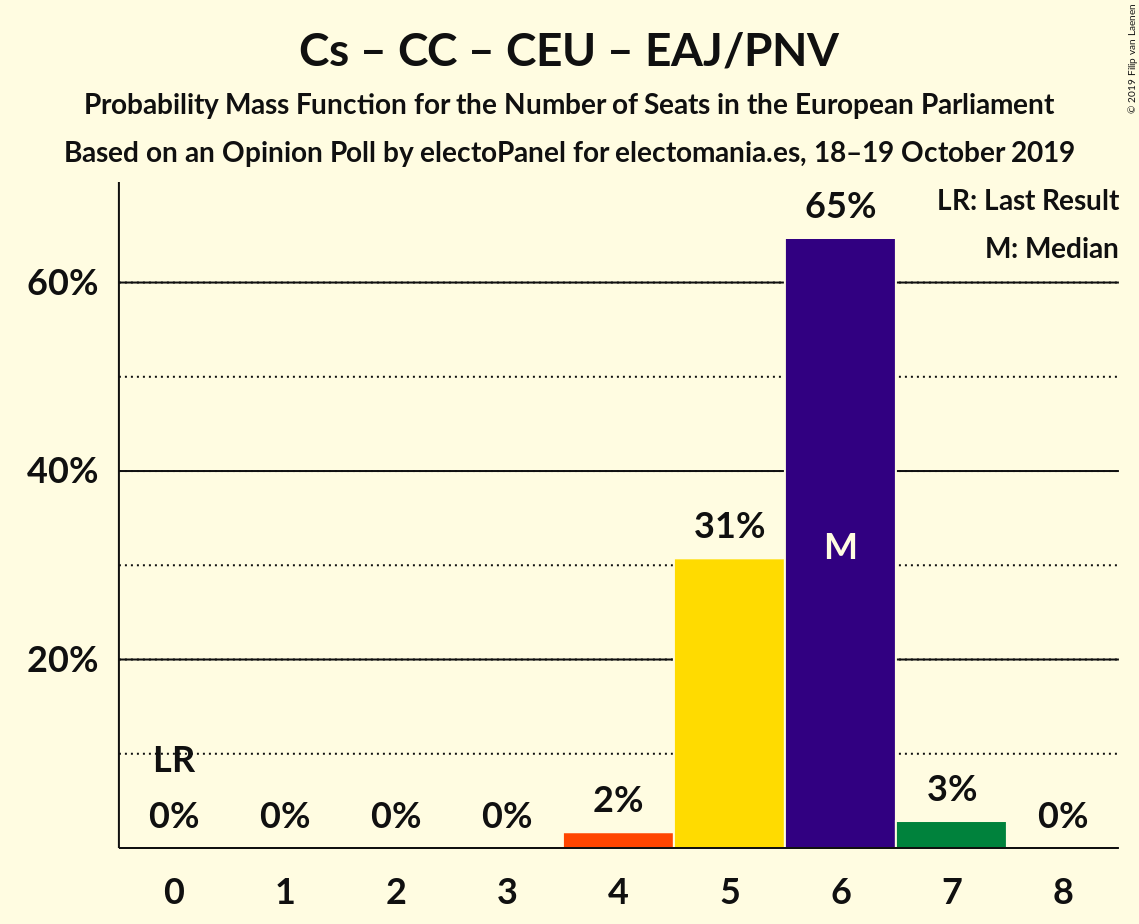 Cs – CC – CEU – EAJ/PNV
Probability Mass Function for the Number of Seats in the European Parliament
Based on an Opinion Poll by electoPanel for electomania.es, 18–19 October 2019
© 2019 Filip van Laenen
LR: Last Result
M: Median
65%
60%
40%
31%
M
20%
LR
0% 0% 0% 0% 2% 3% 0%
0 1 2 3 4 5 6 7 8